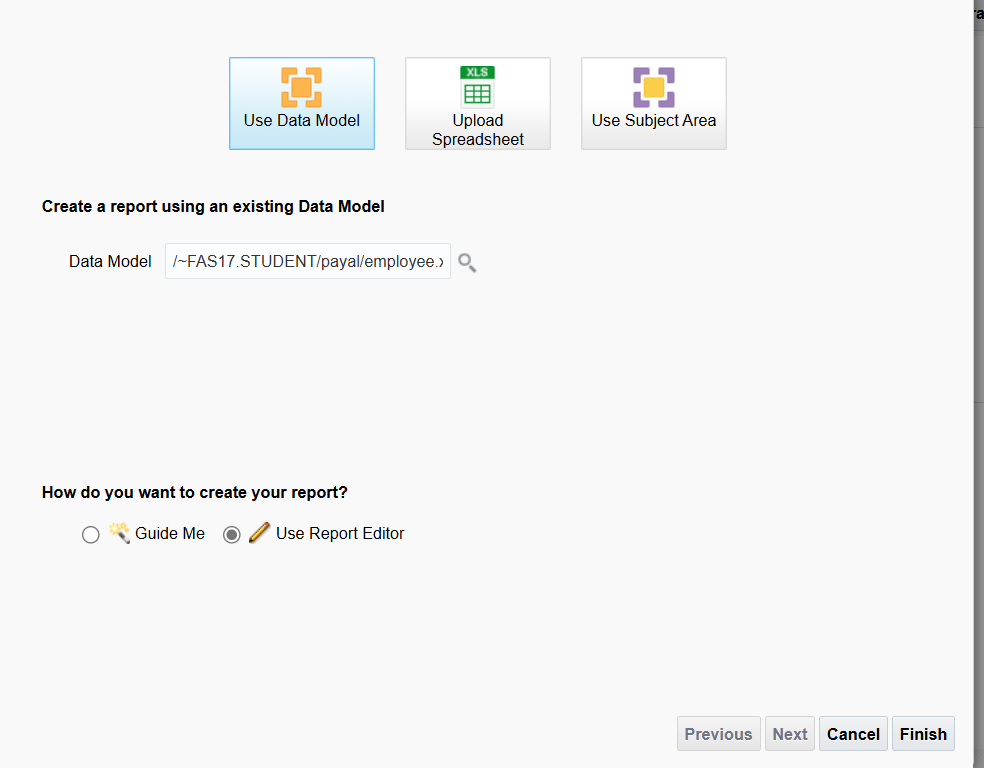 XLS
Use Data Model
Upload
Spreadsheet
Use Subject Area
Create a report using an existing Data Model
Data Model /~FAS17.STUDENT/payal/employee.x
How do you want to create your report?
Guide Me Use Report Editor
Previous Next Cancel Finish